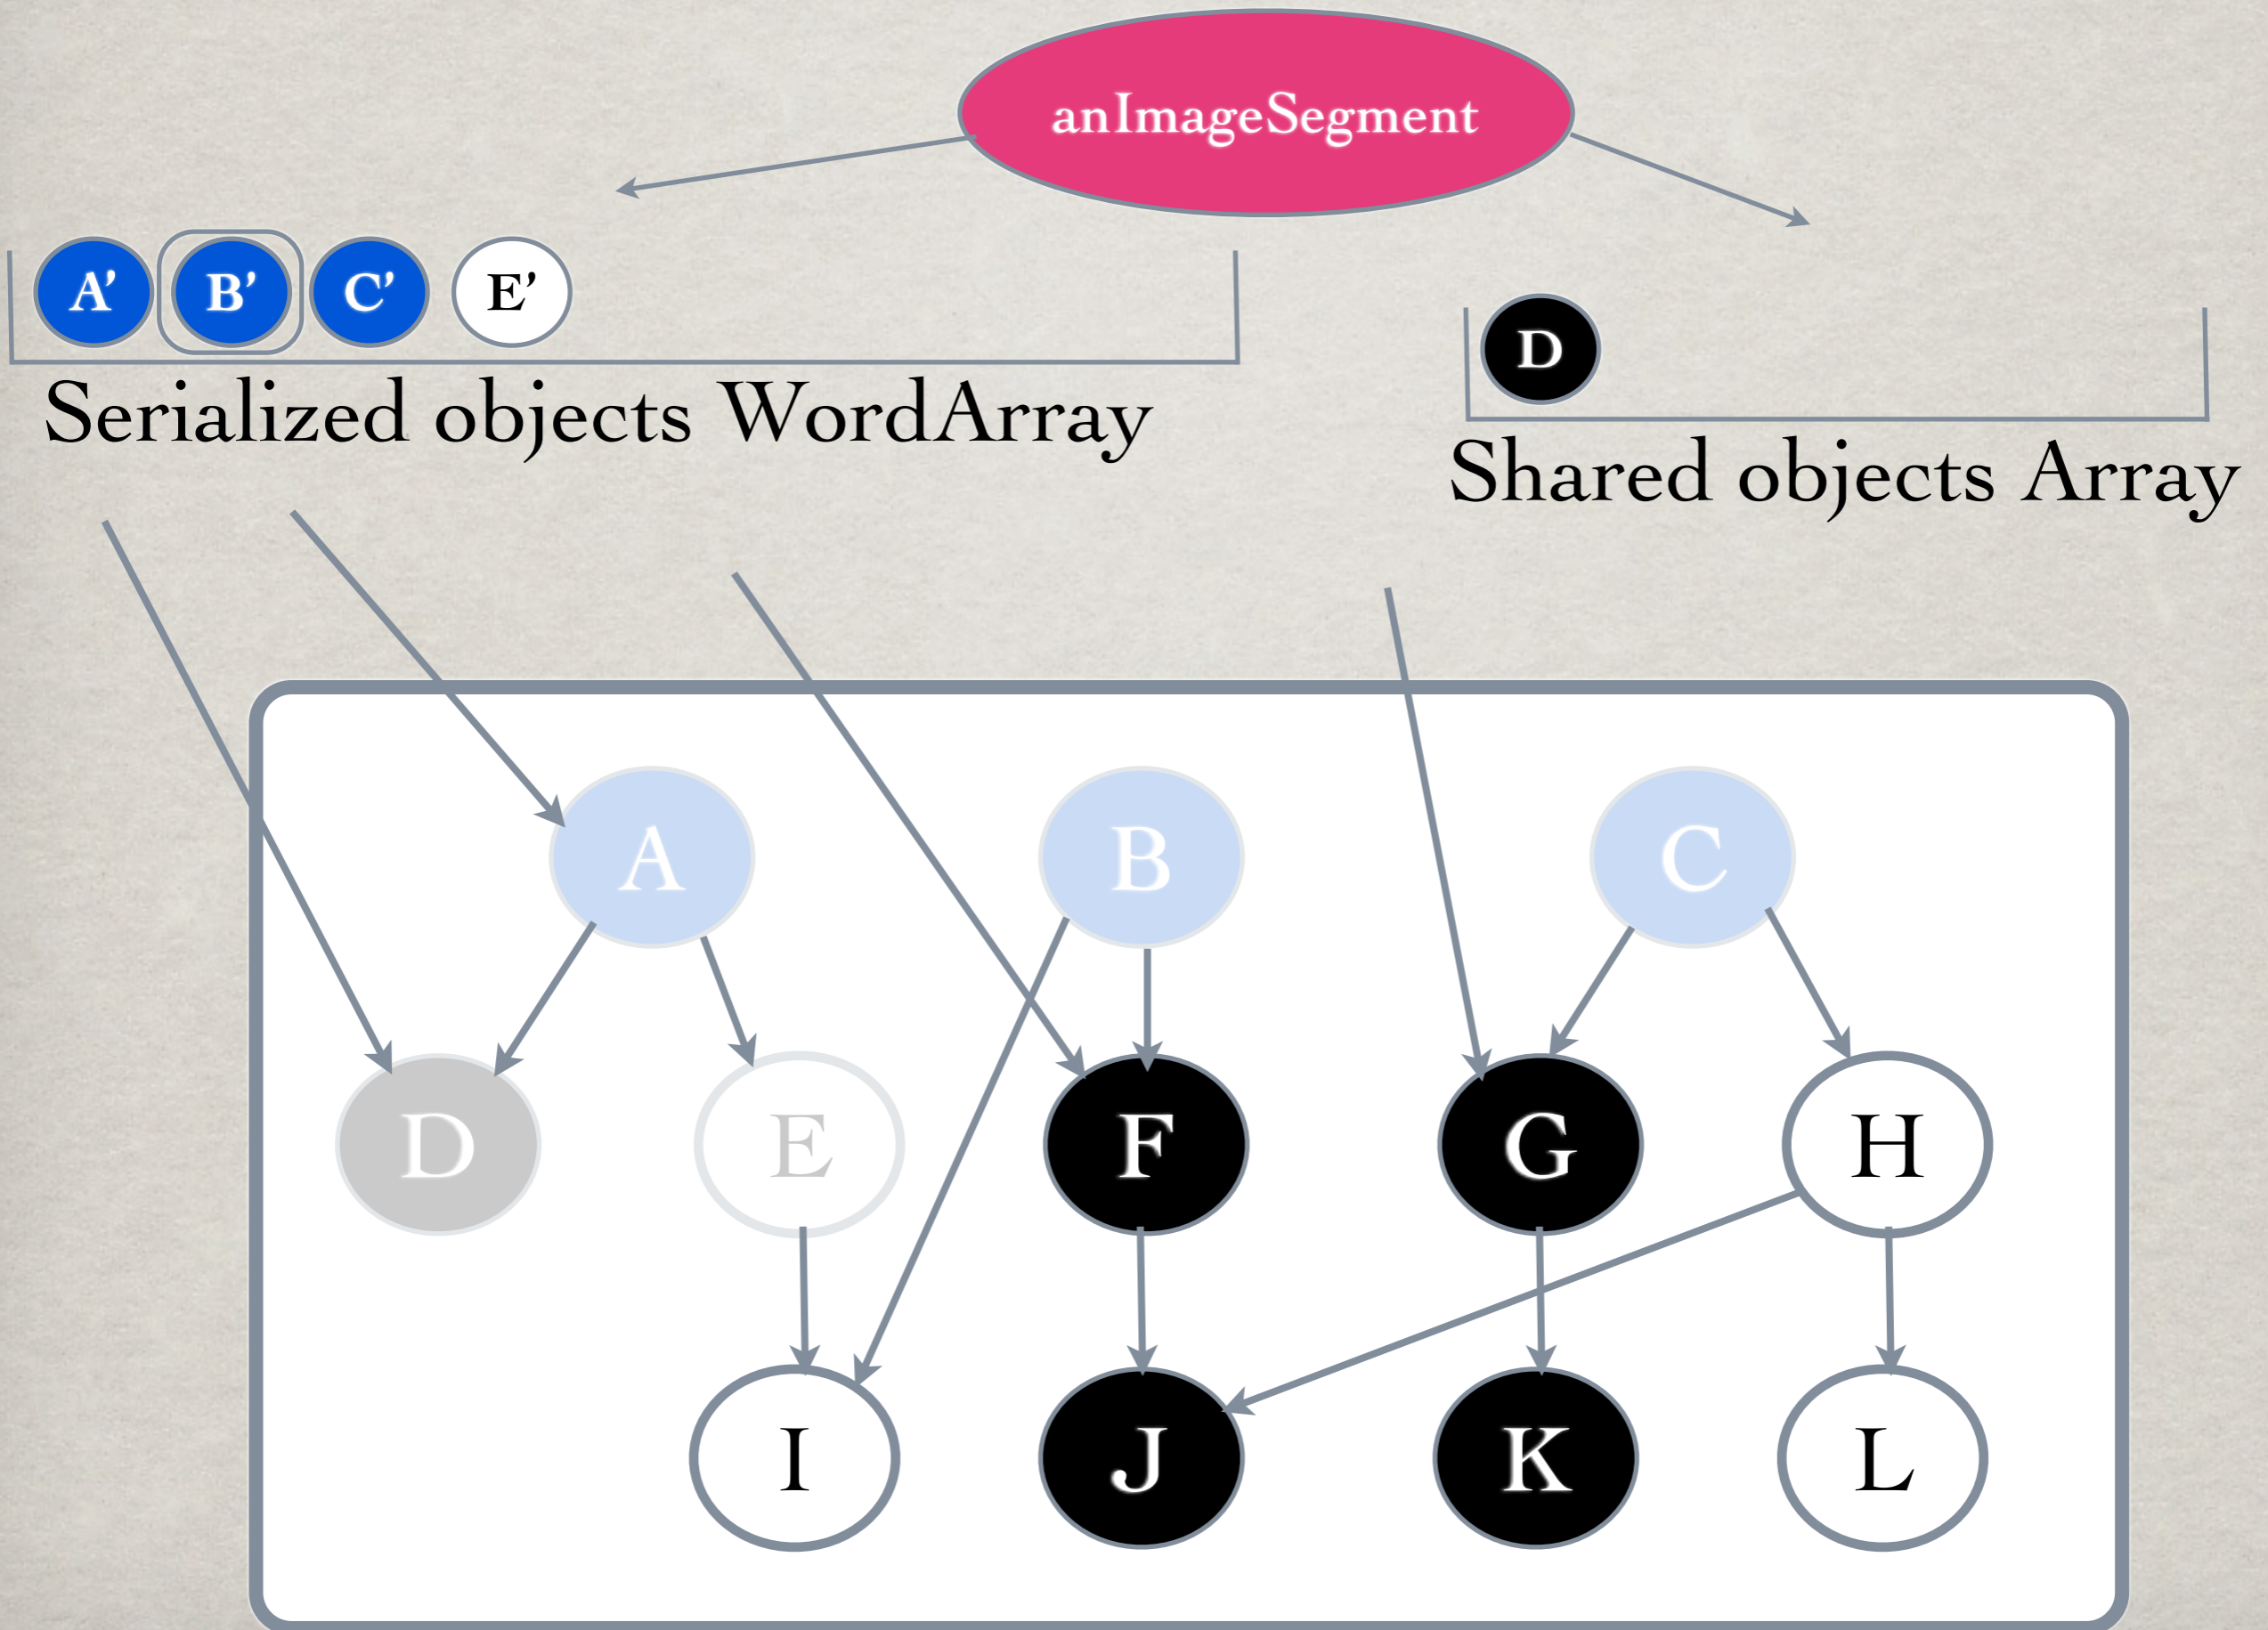 anImageSegment
A’ B’ C’ E’
D
Serialized objects WordArray
Shared objects Array
A B C
D E F G H
I J K L